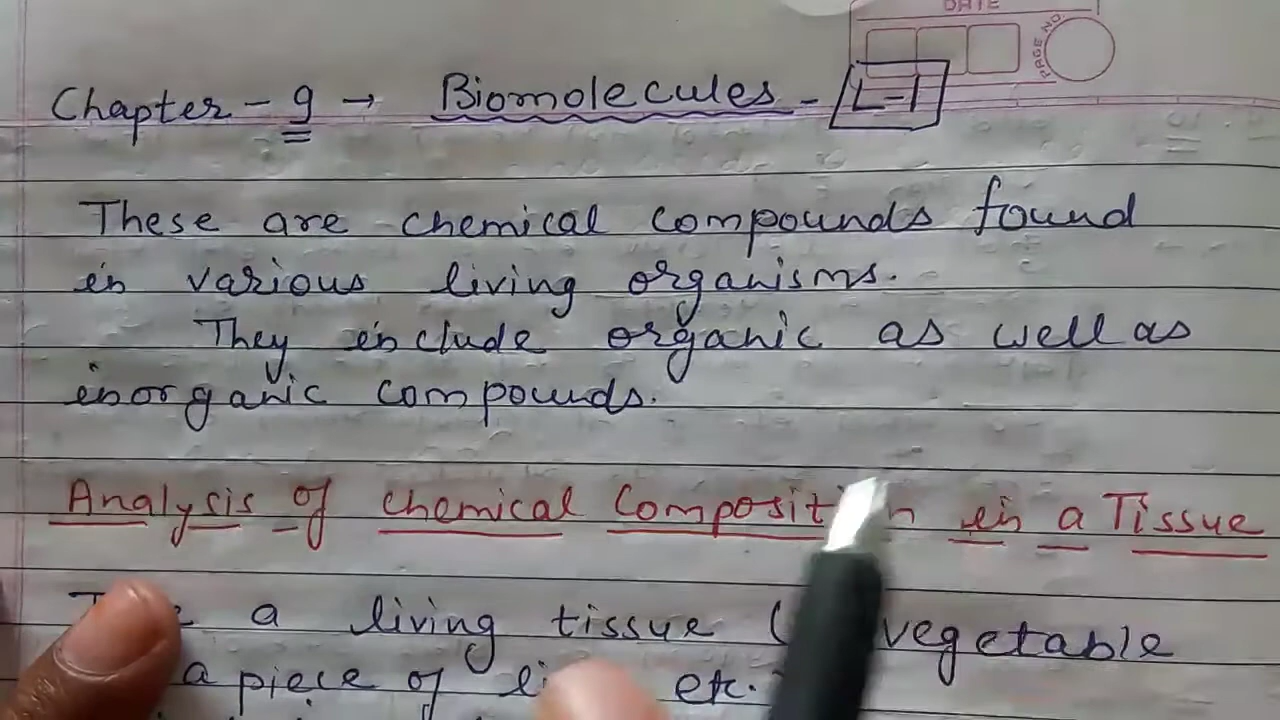 DATE
PAGE NO.
Chapter - 9 → Biomolecules - L-1
These are chemical compounds found
in various living organisms.
They include organic as well as
inorganic compounds.
Analysis of chemical Composition in a Tissue
a living tissue ( vegetable
a piece of etc.